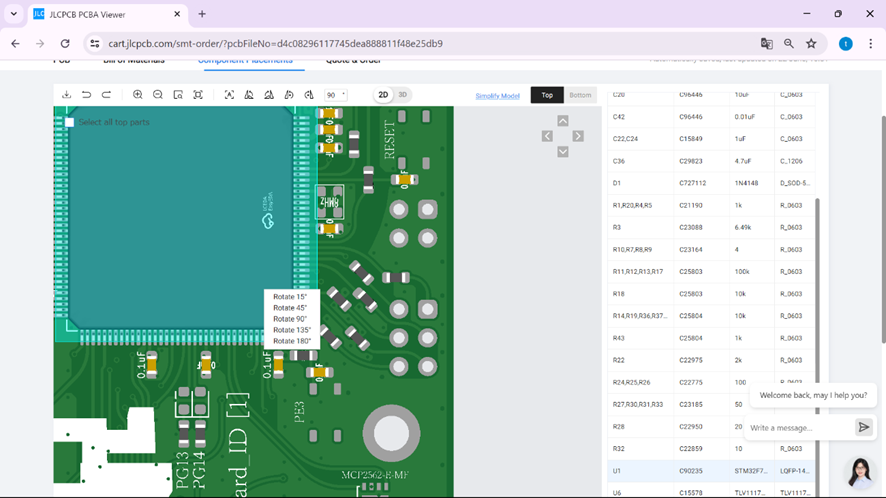 JLCPCB PCBA Viewer
cart.jlcpcb.com/smt-order/?pcbFileNo=d4c08296117745dea888811f48e25db9
t
Component Placements
90
2D
3D
Simplify Model
Top
Bottom
Select all top parts
RESET
8MHz
Rotate 15°
Rotate 45°
Rotate 90°
Rotate 135°
Rotate 180°
0.1uF
0.1uF
PE3
PG13
PG14
ard_ID [1]
MCP2562-E-MF
C20 C96446 10uF C_0603
C42 C96446 0.01uF C_0603
C22,C24 C15849 1uF C_0603
C36 C29823 4.7uF C_1206
D1 C727112 1N4148 D_SOD-5...
R1,R20,R4,R5 C21190 1k R_0603
R3 C23088 6.49k R_0603
R10,R7,R8,R9 C23164 4 R_0603
R11,R12,R13,R17 C25803 100k R_0603
R18 C25803 10k R_0603
R14,R19,R36,R37... C25804 10k R_0603
R43 C25804 1k R_0603
R22 C22975 2k R_0603
R24,R25,R26 C22775 100 R_0603
R27,R30,R31,R33 C23185 50
R28 C22950 20
R32 C22859 10 R_0603
U1 C90235 STM32F7... LQFP-14...
U6 C15578 TLV1117... TLV111...
Welcome back, may I help you?
Write a message...